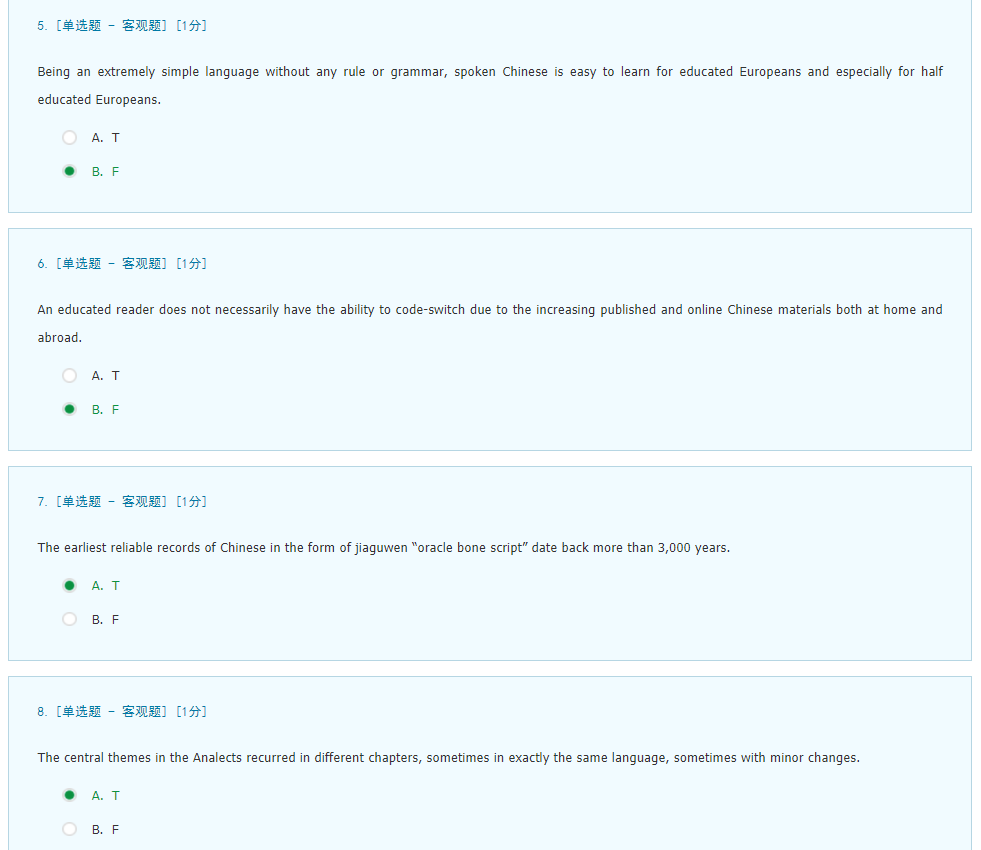 5. [单选题 - 客观题] [1分]
Being an extremely simple language without any rule or grammar, spoken Chinese is easy to learn for educated Europeans and especially for half
educated Europeans.
A. T
B. F
6. [单选题 - 客观题] [1分]
An educated reader does not necessarily have the ability to code-switch due to the increasing published and online Chinese materials both at home and
abroad.
A. T
B. F
7. [单选题 - 客观题] [1分]
The earliest reliable records of Chinese in the form of jiaguwen “oracle bone script” date back more than 3,000 years.
A. T
B. F
8. [单选题 - 客观题] [1分]
The central themes in the Analects recurred in different chapters, sometimes in exactly the same language, sometimes with minor changes.
A. T
B. F